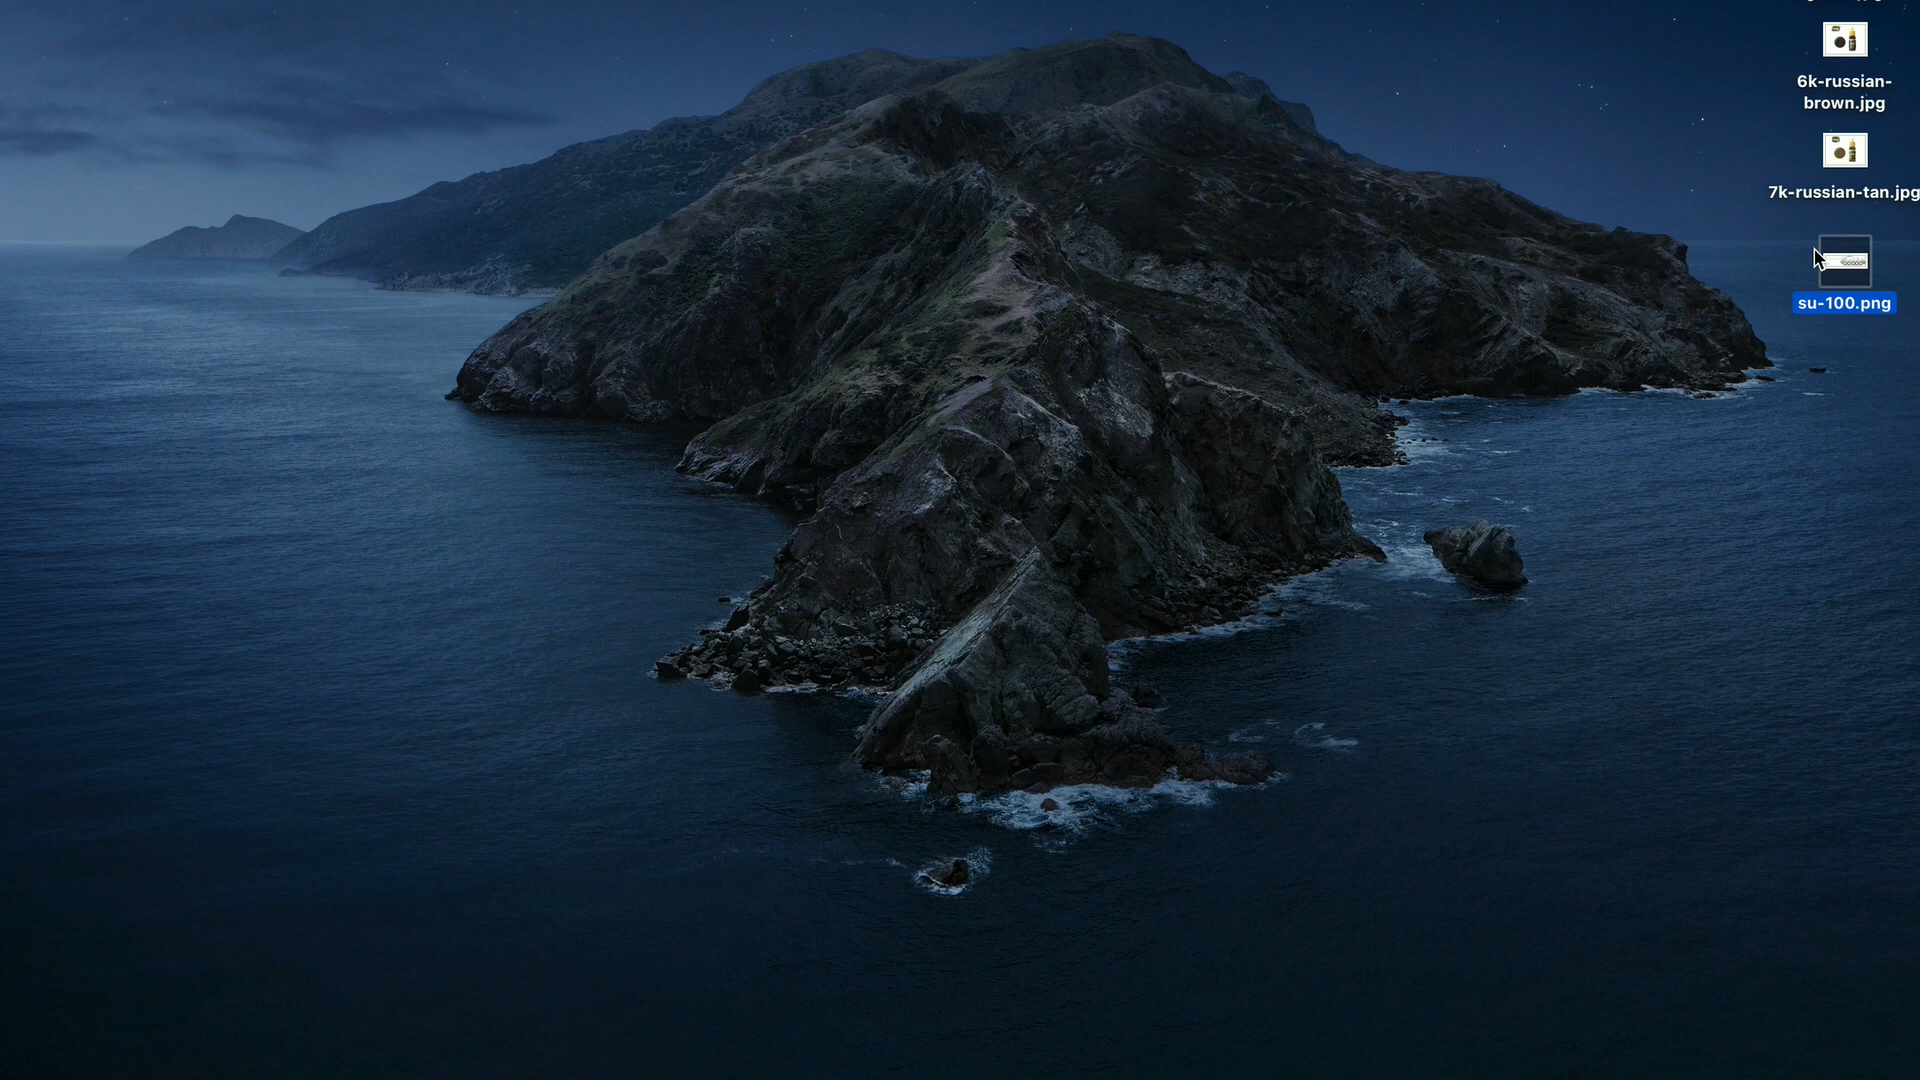 6k-russian-
brown.jpg
7k-russian-tan.jpg
su-100.png